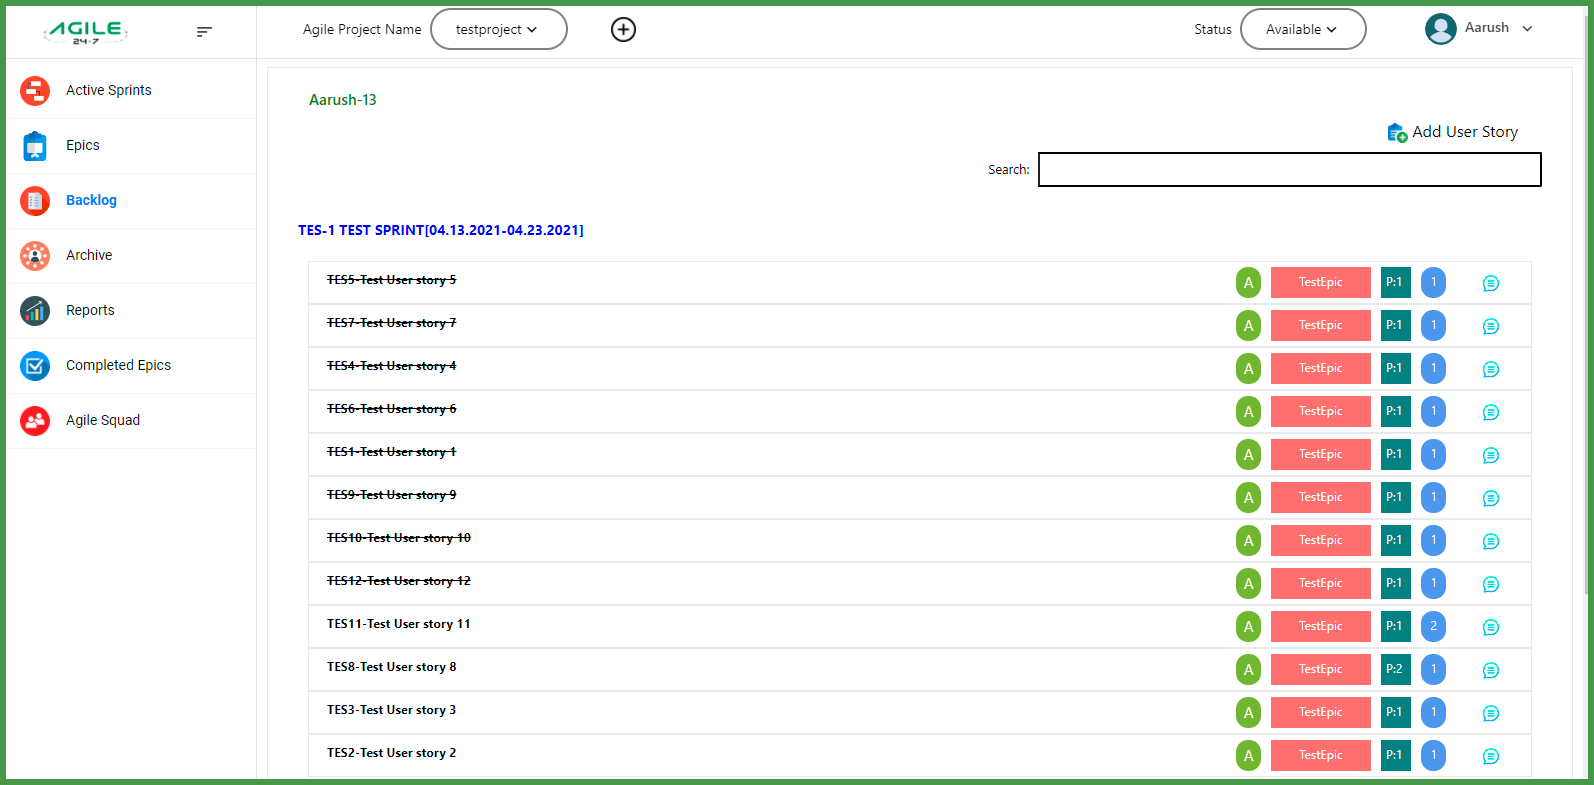 AGILE
24-7
Agile Project Name testproject
Status Available
Aarush
Active Sprints
Epics
Backlog
Archive
Reports
Completed Epics
Agile Squad
Aarush-13
Add User Story
Search:
TES-1 TEST SPRINT[04.13.2021-04.23.2021]
TES5-Test User story 5 A TestEpic P:1 1
TES7-Test User story 7 A TestEpic P:1 1
TES4-Test User story 4 A TestEpic P:1 1
TES6-Test User story 6 A TestEpic P:1 1
TES1-Test User story 1 A TestEpic P:1 1
TES9-Test User story 9 A TestEpic P:1 1
TES10-Test User story 10 A TestEpic P:1 1
TES12-Test User story 12 A TestEpic P:1 1
TES11-Test User story 11 A TestEpic P:1 2
TES8-Test User story 8 A TestEpic P:2 1
TES3-Test User story 3 A TestEpic P:1 1
TES2-Test User story 2 A TestEpic P:1 1